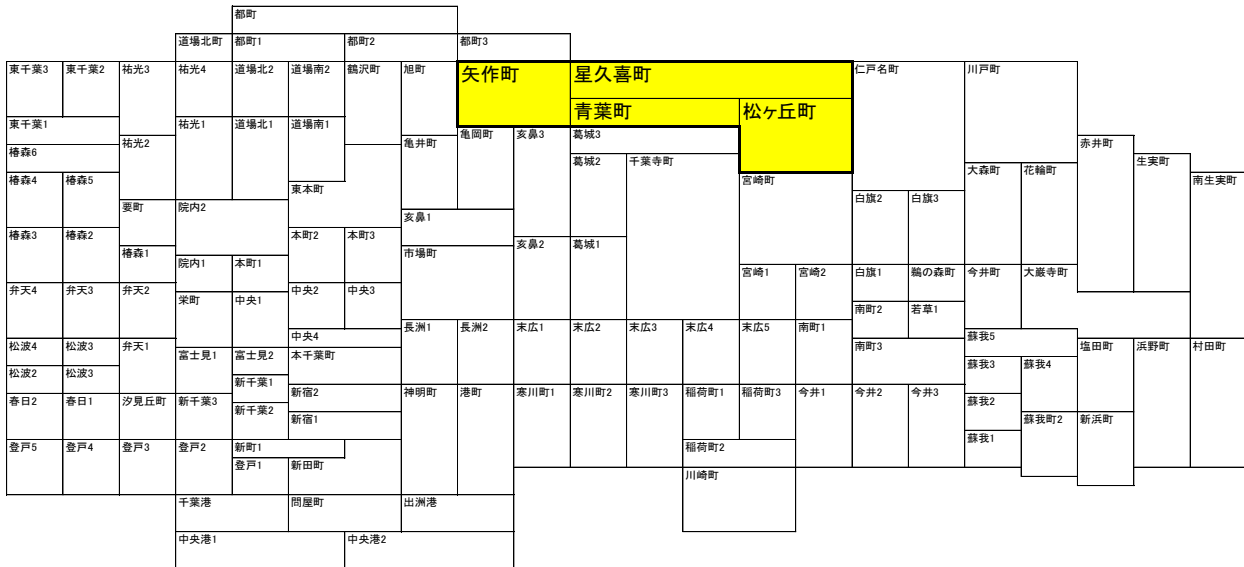 都町
道場北町 都町1 都町2 都町3
東千葉3 東千葉2 祐光3 祐光4 道場北2 道場南2 鶴沢町 旭町 矢作町 星久喜町 仁戸名町 川戸町
青葉町 松ヶ丘町
東千葉1 祐光1 道場北1 道場南1 亀岡町 亥鼻3 葛城3
祐光2 亀井町 赤井町
椿森6 葛城2 千葉寺町 生実町
大森町 花輪町
椿森4 椿森5 宮崎町 南生実町
東本町
白旗2 白旗3
要町 院内2
亥鼻1
椿森3 椿森2 本町2 本町3
亥鼻2 葛城1
椿森1 市場町
院内1 本町1 宮崎1 宮崎2 白旗1 鵜の森町 今井町 大巌寺町
弁天4 弁天3 弁天2 中央2 中央3
栄町 中央1
南町2 若草1
長洲1 長洲2 末広1 末広2 末広3 末広4 末広5 南町1
中央4 蘇我5
松波4 松波3 弁天1 南町3 塩田町 浜野町 村田町
富士見1 富士見2 本千葉町
蘇我3 蘇我4
松波2 松波3
新千葉1
新宿2 神明町 港町 寒川町1 寒川町2 寒川町3 稲荷町1 稲荷町3 今井1 今井2 今井3
春日2 春日1 汐見丘町 新千葉3 蘇我2
新千葉2
新宿1 蘇我町2 新浜町
蘇我1
登戸5 登戸4 登戸3 登戸2 新町1 稲荷町2
登戸1 新田町
川崎町
千葉港 問屋町 出洲港
中央港1 中央港2